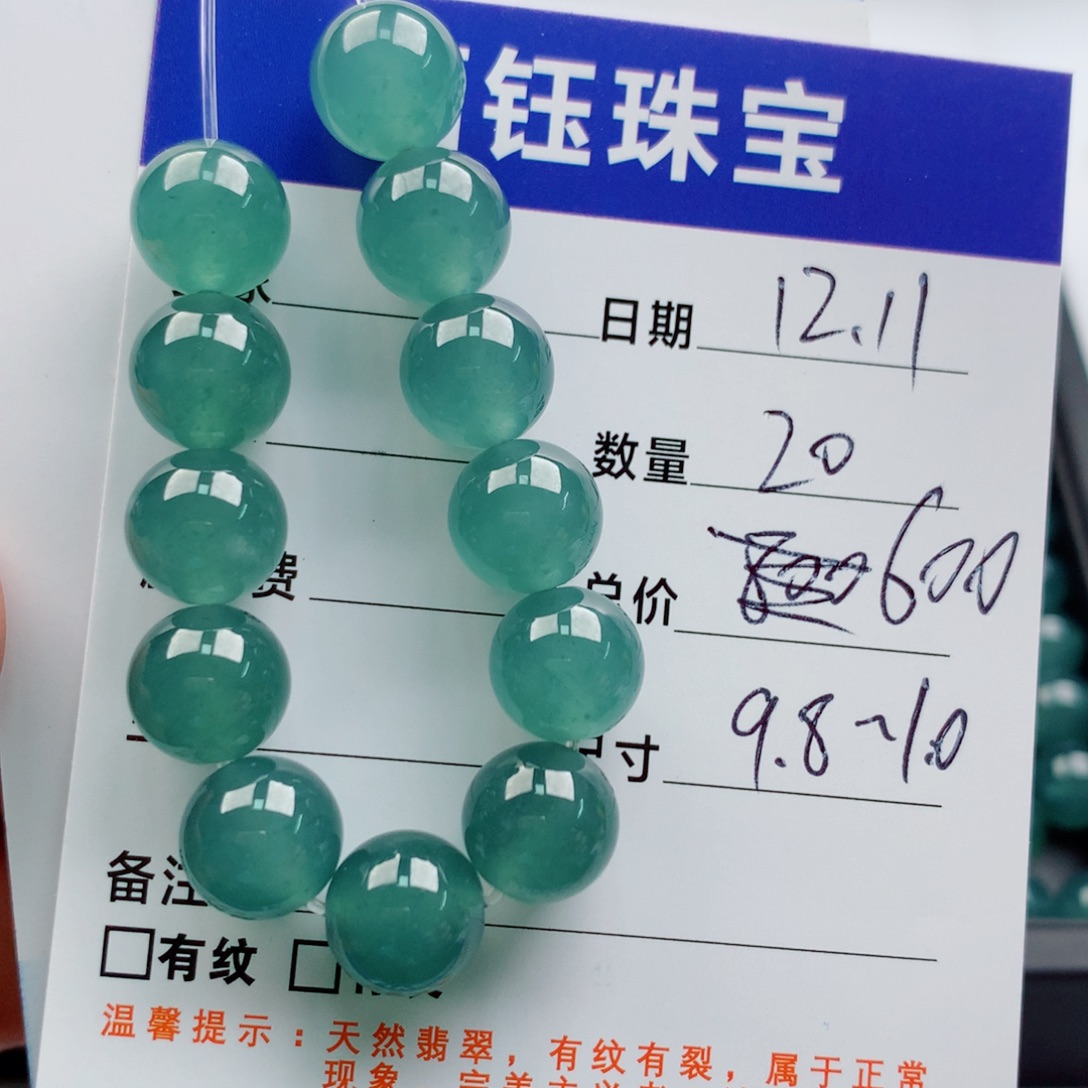 钰珠宝
日期 12.11
数量 20
费
总价 600
尺寸 9.8~10
备注
□有纹 □
温馨提示：天然翡翠，有纹有裂，属于正常
现象